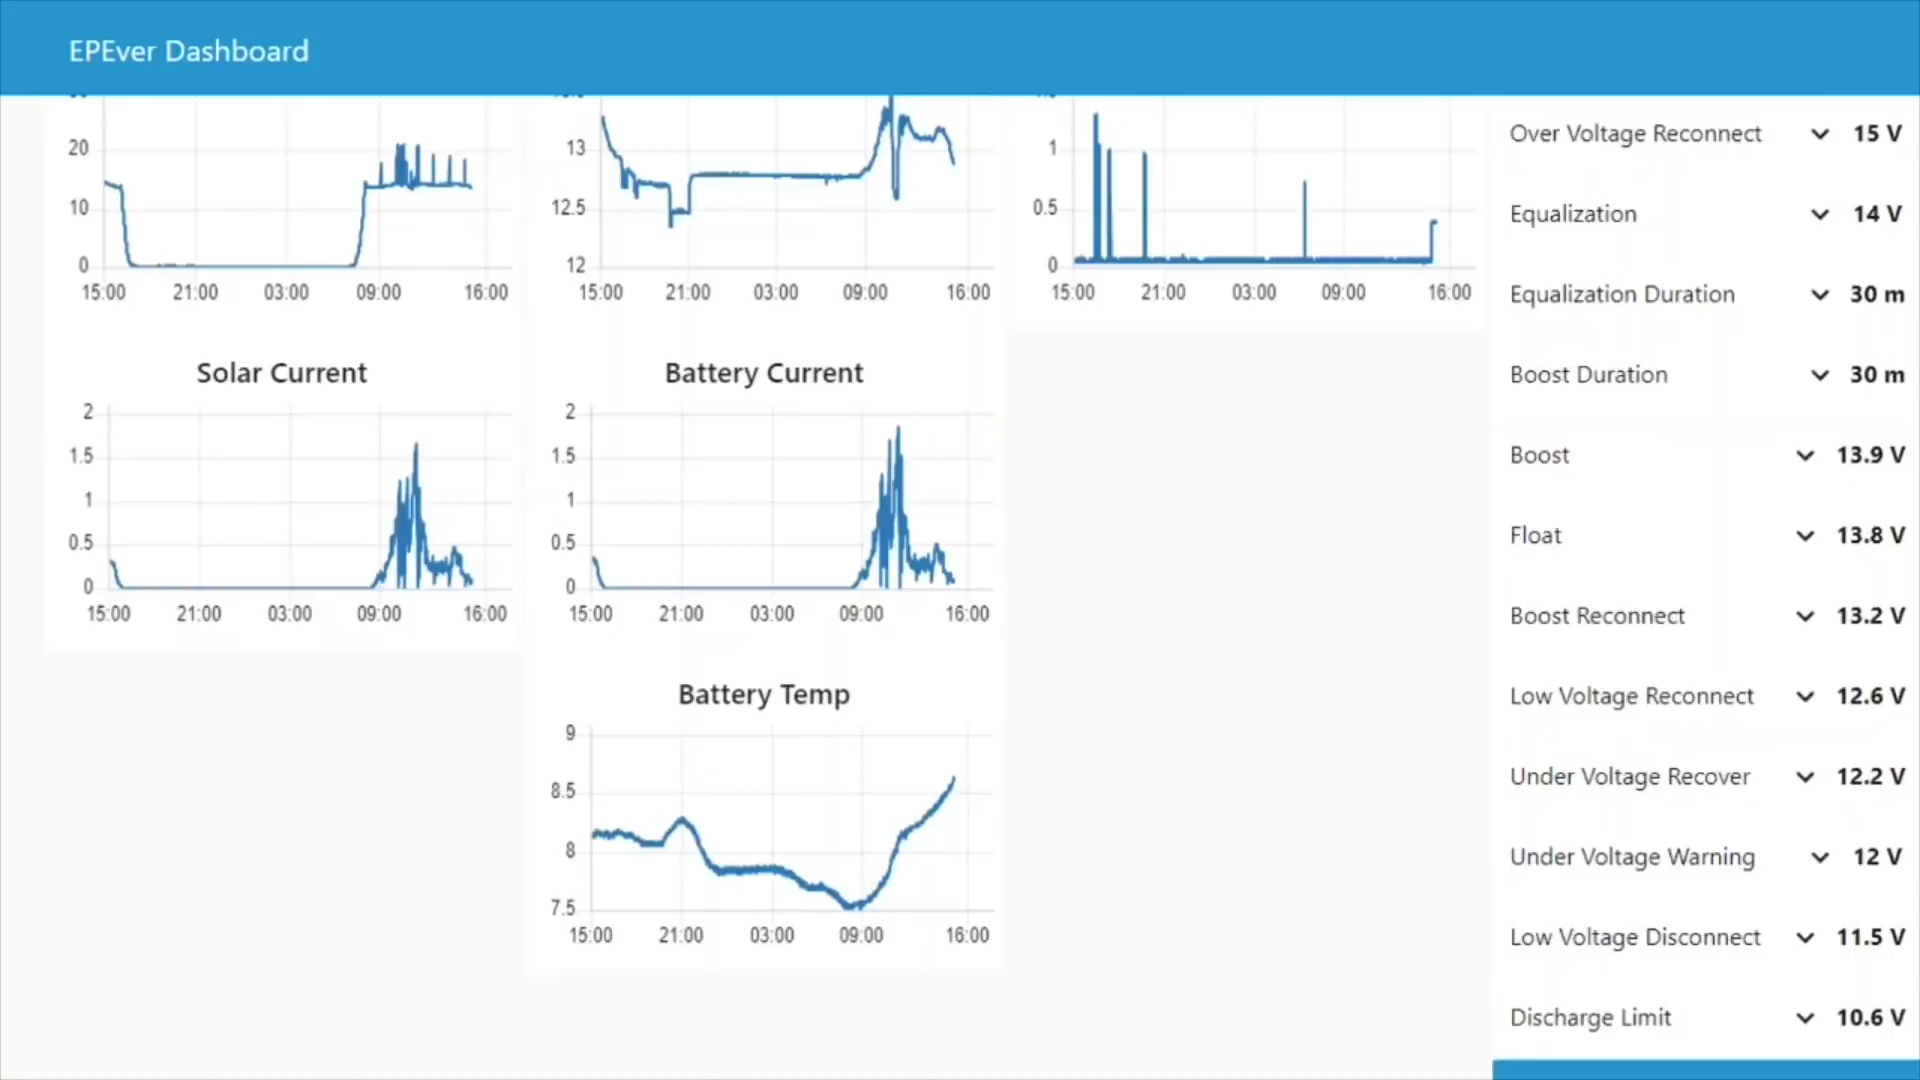 EPEver Dashboard
20
10
0
15:00 21:00 03:00 09:00 16:00
13
12.5
12
15:00 21:00 03:00 09:00 16:00
1
0.5
0
15:00 21:00 03:00 09:00 16:00
Solar Current
2
1.5
1
0.5
0
15:00 21:00 03:00 09:00 16:00
Battery Current
2
1.5
1
0.5
0
15:00 21:00 03:00 09:00 16:00
Battery Temp
9
8.5
8
7.5
15:00 21:00 03:00 09:00 16:00
Over Voltage Reconnect 15 V
Equalization 14 V
Equalization Duration 30 m
Boost Duration 30 m
Boost 13.9 V
Float 13.8 V
Boost Reconnect 13.2 V
Low Voltage Reconnect 12.6 V
Under Voltage Recover 12.2 V
Under Voltage Warning 12 V
Low Voltage Disconnect 11.5 V
Discharge Limit 10.6 V